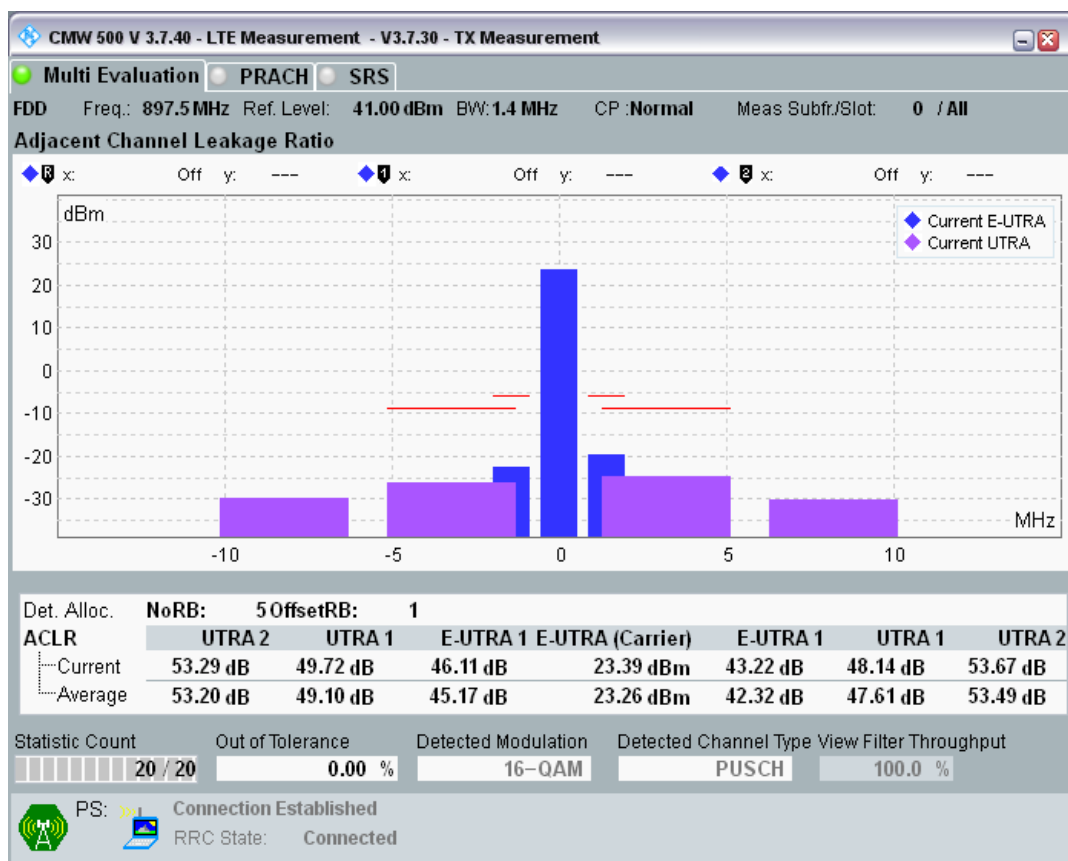 CMW 500 V 3.7.40 - LTE Measurement - V3.7.30 - TX Measurement
Multi Evaluation PRACH SRS
FDD Freq.: 897.5 MHz Ref. Level: 41.00 dBm BW: 1.4 MHz CP :Normal Meas Subfr./Slot: 0 / All
Adjacent Channel Leakage Ratio
R x: Off y: --- 1 x: Off y: --- 2 x: Off y: ---
dBm
Current E-UTRA
Current UTRA
30
20
10
0
-10
-20
-30
MHz
-10 -5 0 5 10
Det. Alloc. NoRB: 5 OffsetRB: 1
ACLR UTRA 2 UTRA 1 E-UTRA 1 E-UTRA (Carrier) E-UTRA 1 UTRA 1 UTRA 2
Current 53.29 dB 49.72 dB 46.11 dB 23.39 dBm 43.22 dB 48.14 dB 53.67 dB
Average 53.20 dB 49.10 dB 45.17 dB 23.26 dBm 42.32 dB 47.61 dB 53.49 dB
Statistic Count Out of Tolerance Detected Modulation Detected Channel Type View Filter Throughput
20 / 20 0.00 % 16-QAM PUSCH 100.0 %
PS: Connection Established
RRC State: Connected